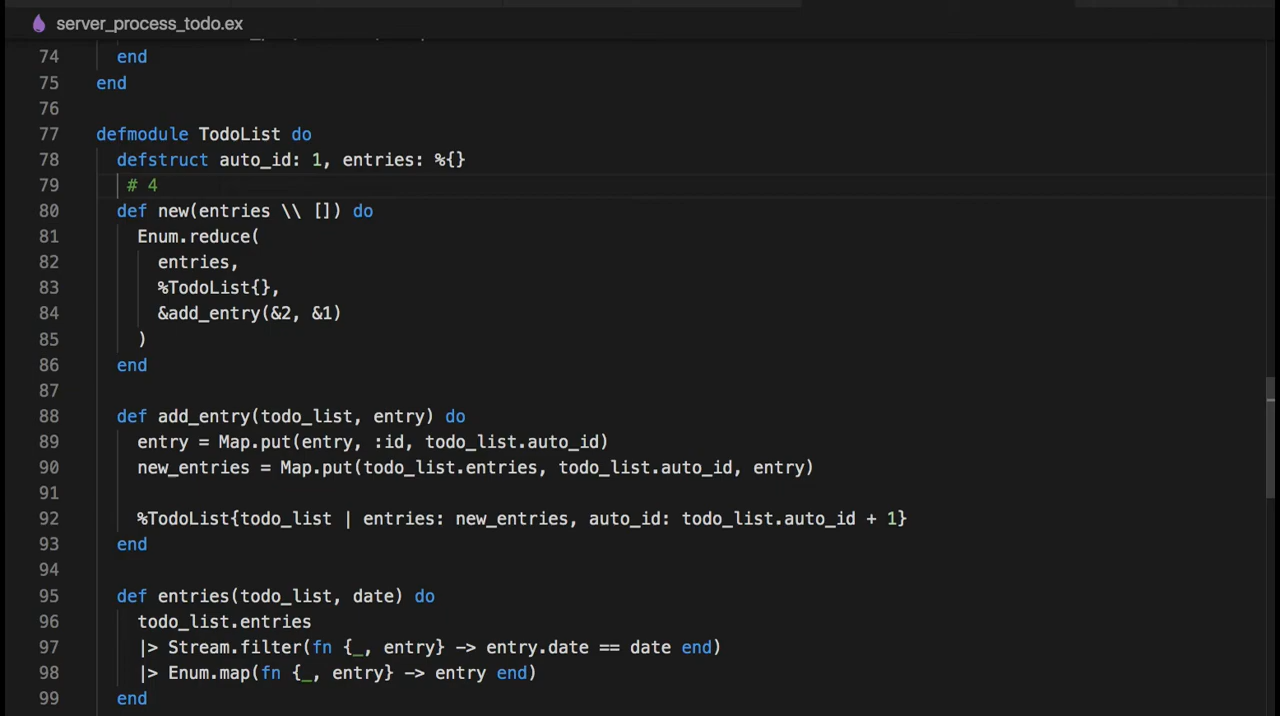 server_process_todo.ex
74 end
75 end
76
77 defmodule TodoList do
78 defstruct auto_id: 1, entries: %{}
79 # 4
80 def new(entries \\ []) do
81 Enum.reduce(
82 entries,
83 %TodoList{},
84 &add_entry(&2, &1)
85 )
86 end
87
88 def add_entry(todo_list, entry) do
89 entry = Map.put(entry, :id, todo_list.auto_id)
90 new_entries = Map.put(todo_list.entries, todo_list.auto_id, entry)
91
92 %TodoList{todo_list | entries: new_entries, auto_id: todo_list.auto_id + 1}
93 end
94
95 def entries(todo_list, date) do
96 todo_list.entries
97 |> Stream.filter(fn {_, entry} -> entry.date == date end)
98 |> Enum.map(fn {_, entry} -> entry end)
99 end